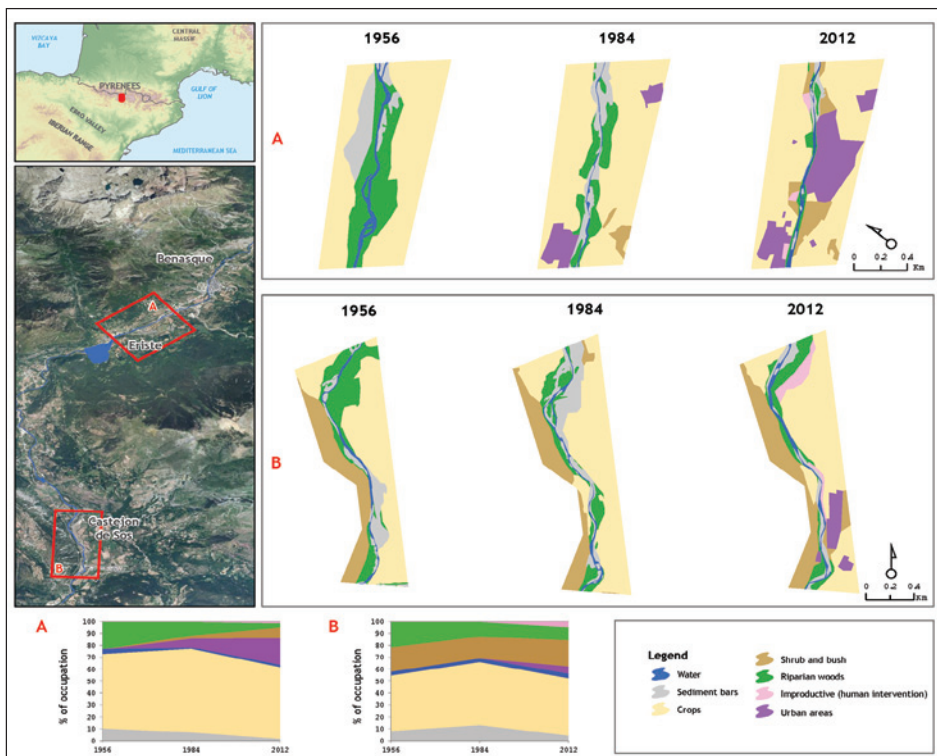 VIZCAYA BAY
CENTRAL MASSIF
PYRENEES
GULF OF LION
EBRO VALLEY
IBERIAN RANGE
MEDITERRANEAN SEA
Benasque
A
Eriste
Castejon de Sos
B
A
1956
1984
2012
0
0.2
0.4
Km
B
1956
1984
2012
0
0.2
0.4
Km
A
% of occupation
100
90
80
70
60
50
40
30
20
10
0
1956
1984
2012
B
% of occupation
100
90
80
70
60
50
40
30
20
10
0
1956
1984
2012
Legend
Water
Sediment bars
Crops
Shrub and bush
Riparian woods
Improductive (human intervention)
Urban areas